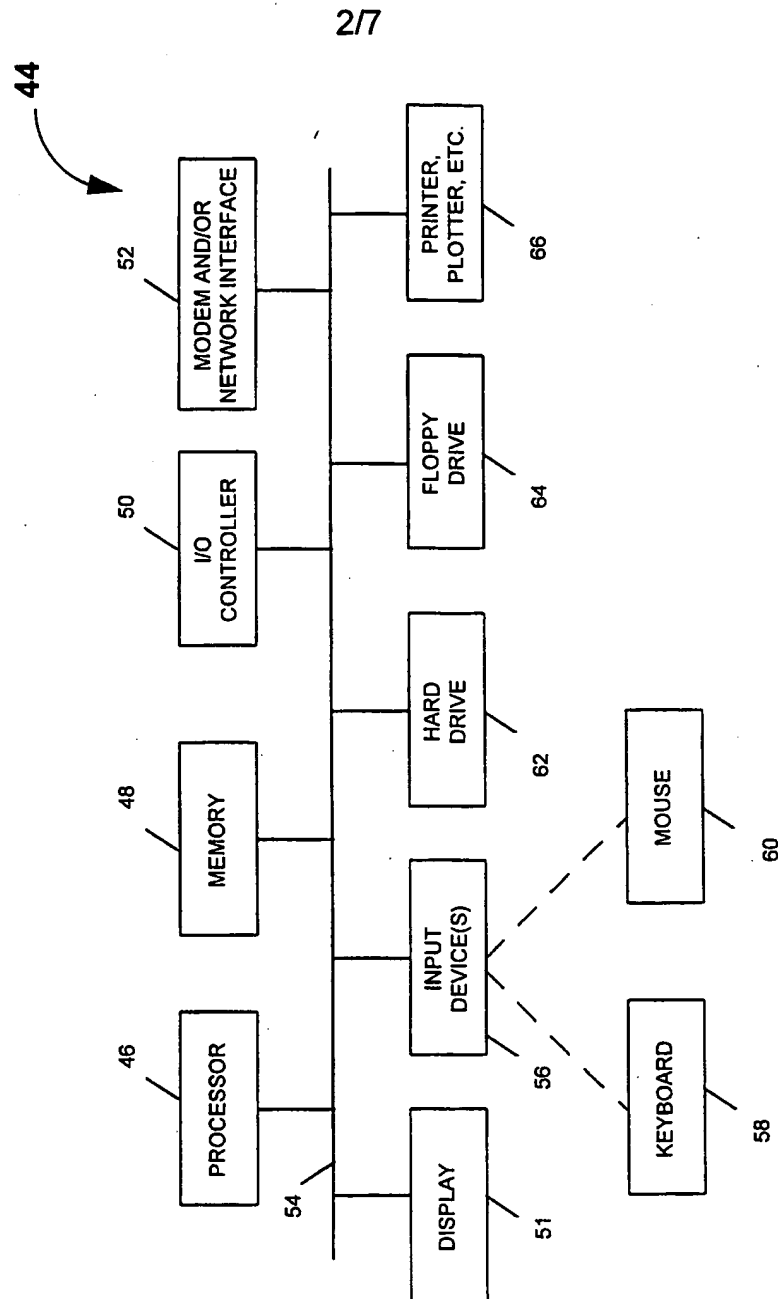 2/7
44
46
PROCESSOR
48
MEMORY
50
I/O
CONTROLLER
52
MODEM AND/OR
NETWORK INTERFACE
54
DISPLAY
51
INPUT
DEVICE(S)
56
HARD
DRIVE
62
FLOPPY
DRIVE
64
PRINTER,
PLOTTER, ETC.
66
KEYBOARD
58
MOUSE
60